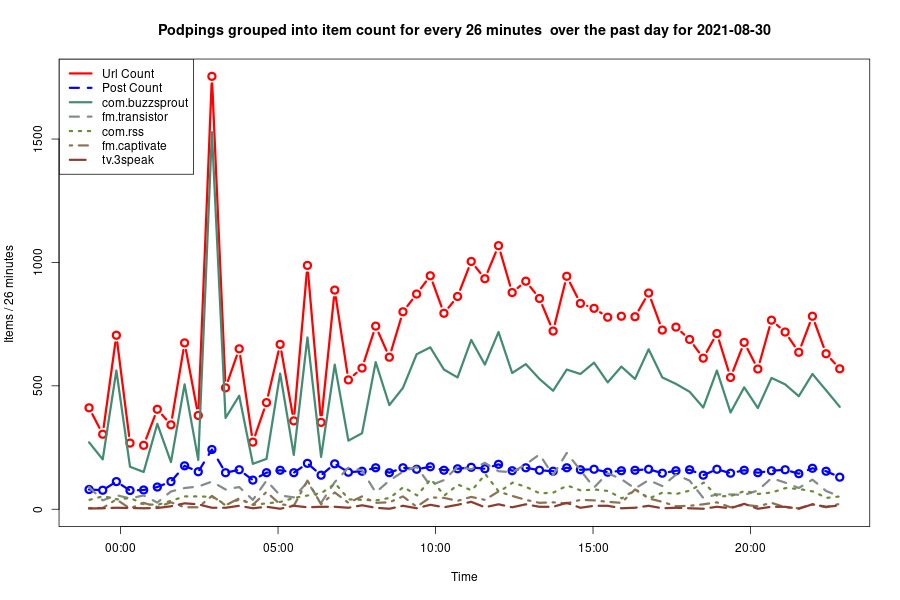 Podpings grouped into item count for every 26 minutes  over the past day for 2021-08-30
Url Count
Post Count
com.buzzsprout
fm.transistor
com.rss
fm.captivate
tv.3speak
Items / 26 minutes
1500
1000
500
0
00:00 05:00 10:00 15:00 20:00
Time